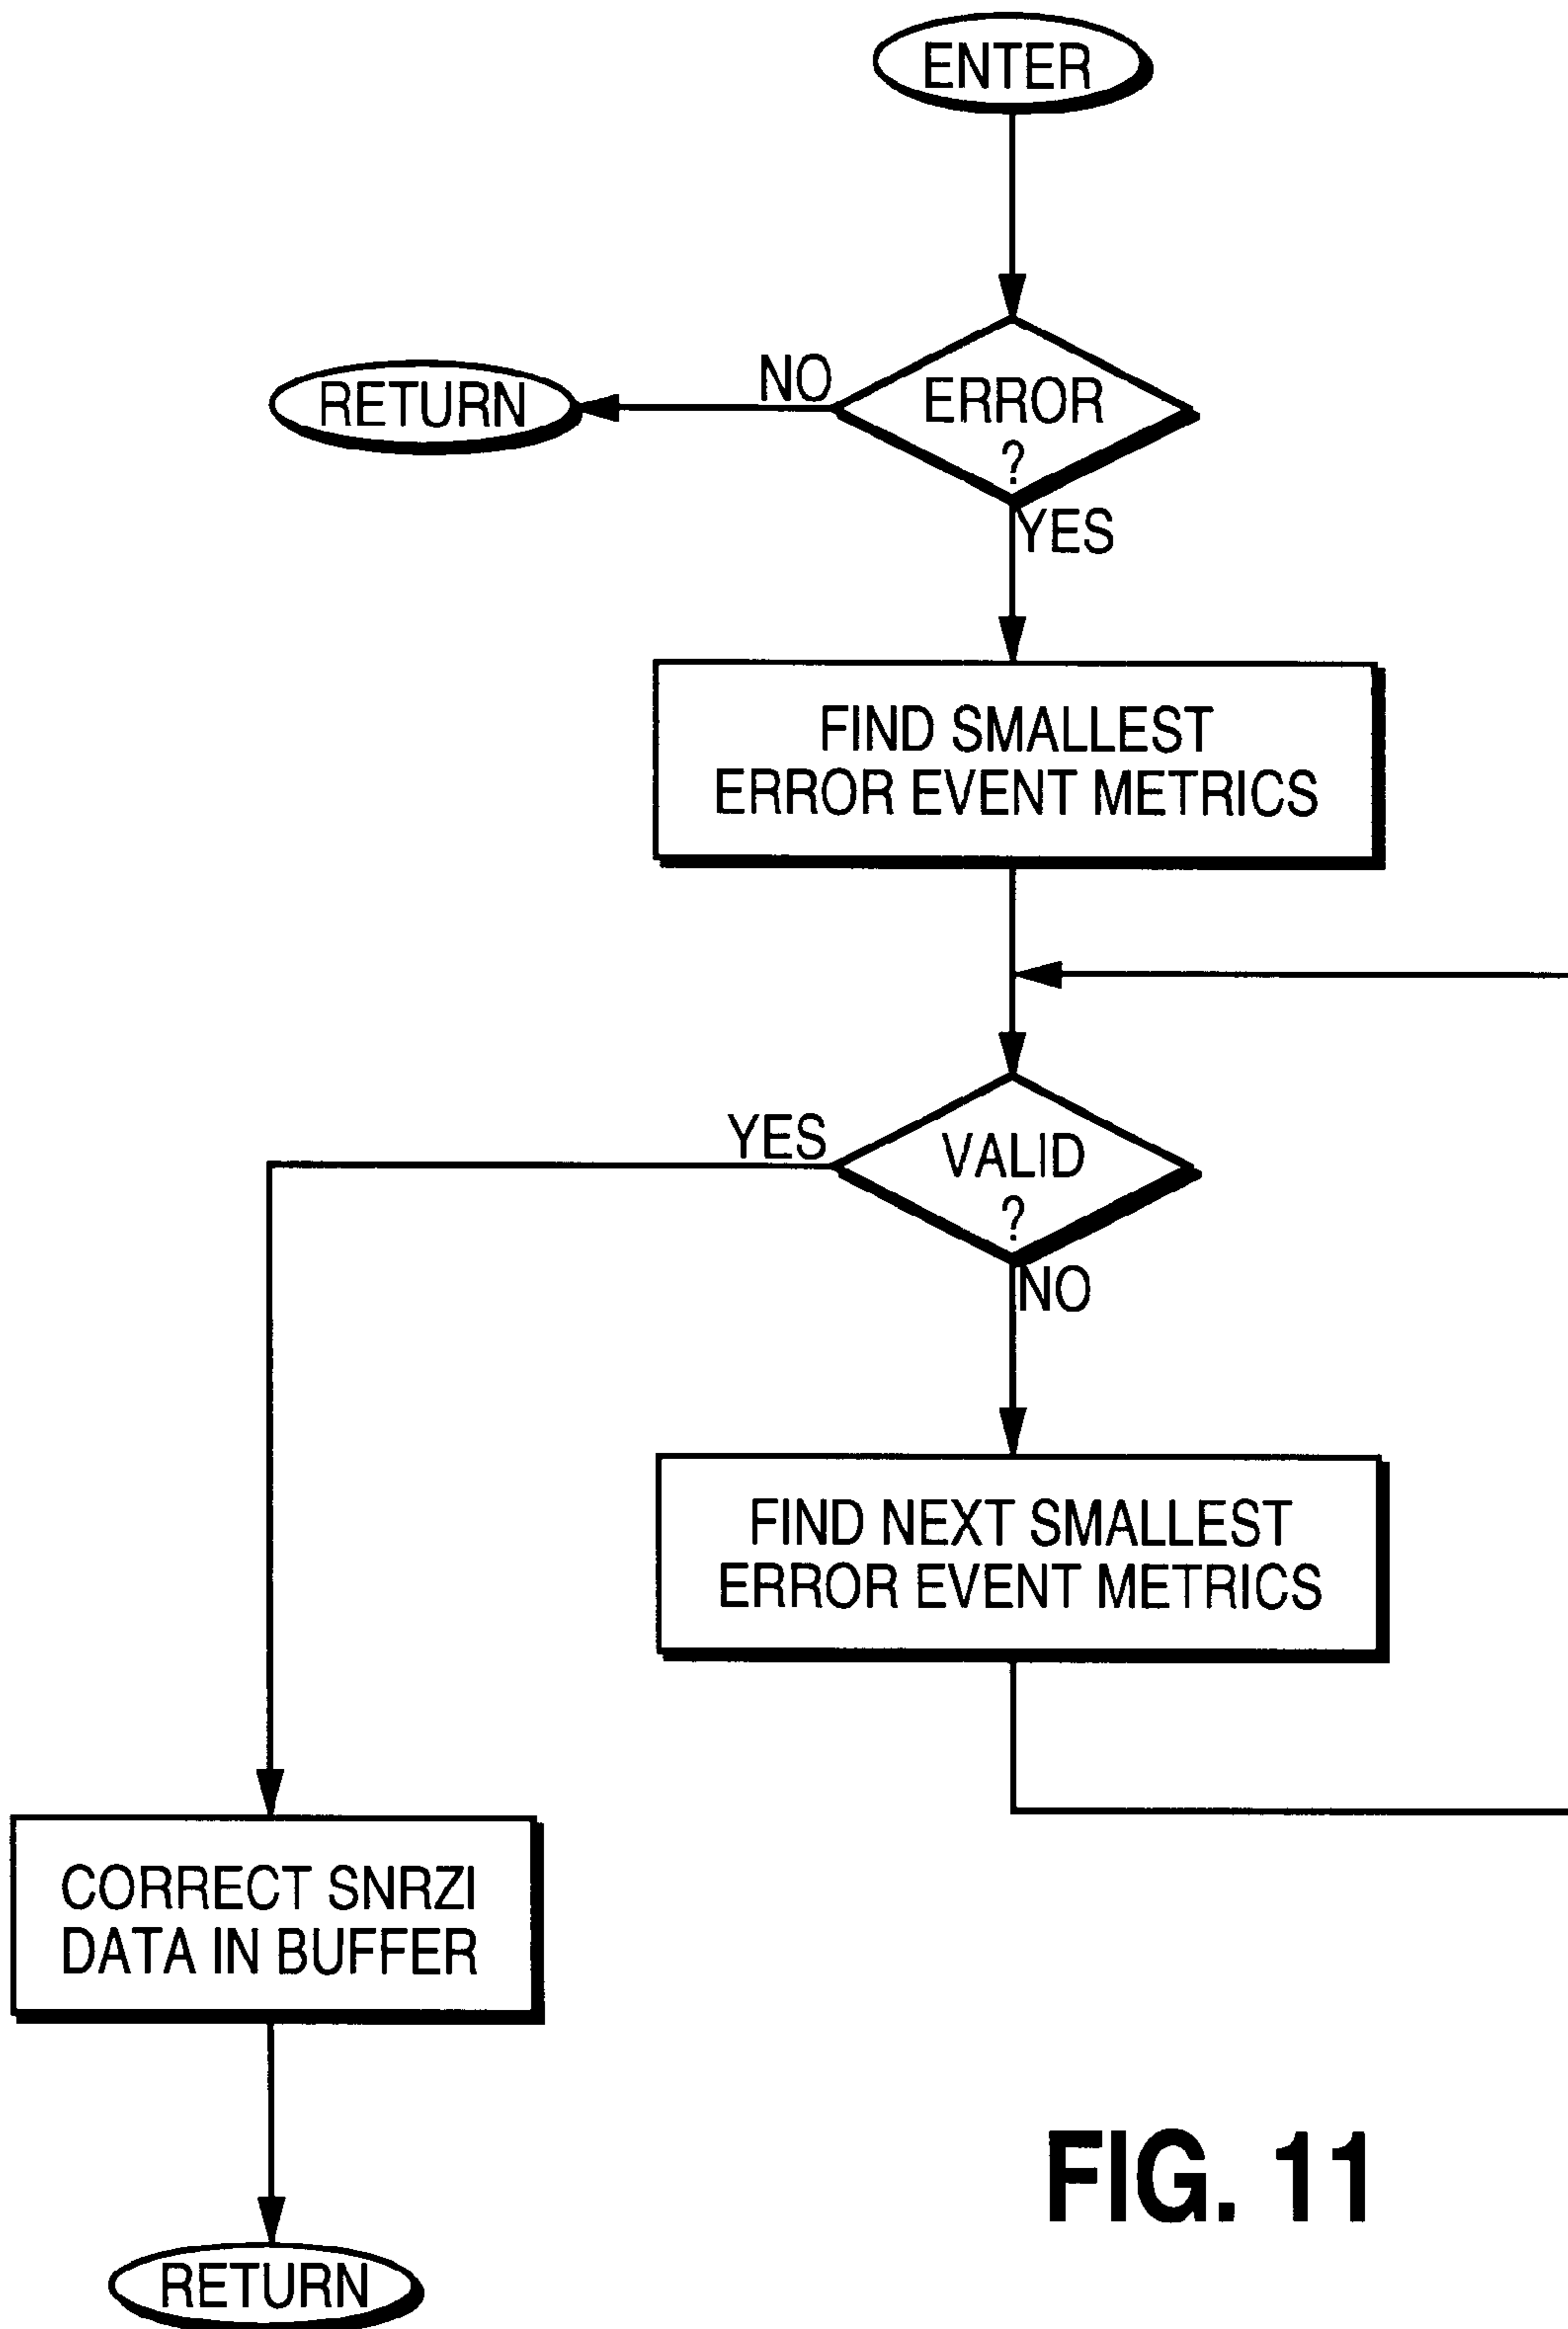 ENTER
NO
RETURN
ERROR
?
YES
FIND SMALLEST
ERROR EVENT METRICS
YES
VALID
?
NO
FIND NEXT SMALLEST
ERROR EVENT METRICS
CORRECT SNRZI
DATA IN BUFFER
RETURN
FIG. 11